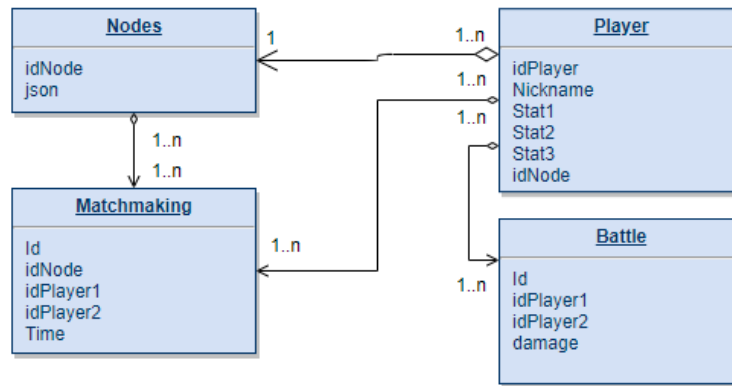 Nodes
idNode
json
1
1..n
Player
idPlayer
Nickname
Stat1
Stat2
Stat3
idNode
1..n
1..n
1..n
1..n
Matchmaking
Id
idNode
idPlayer1
idPlayer2
Time
1..n
1..n
Battle
Id
idPlayer1
idPlayer2
damage